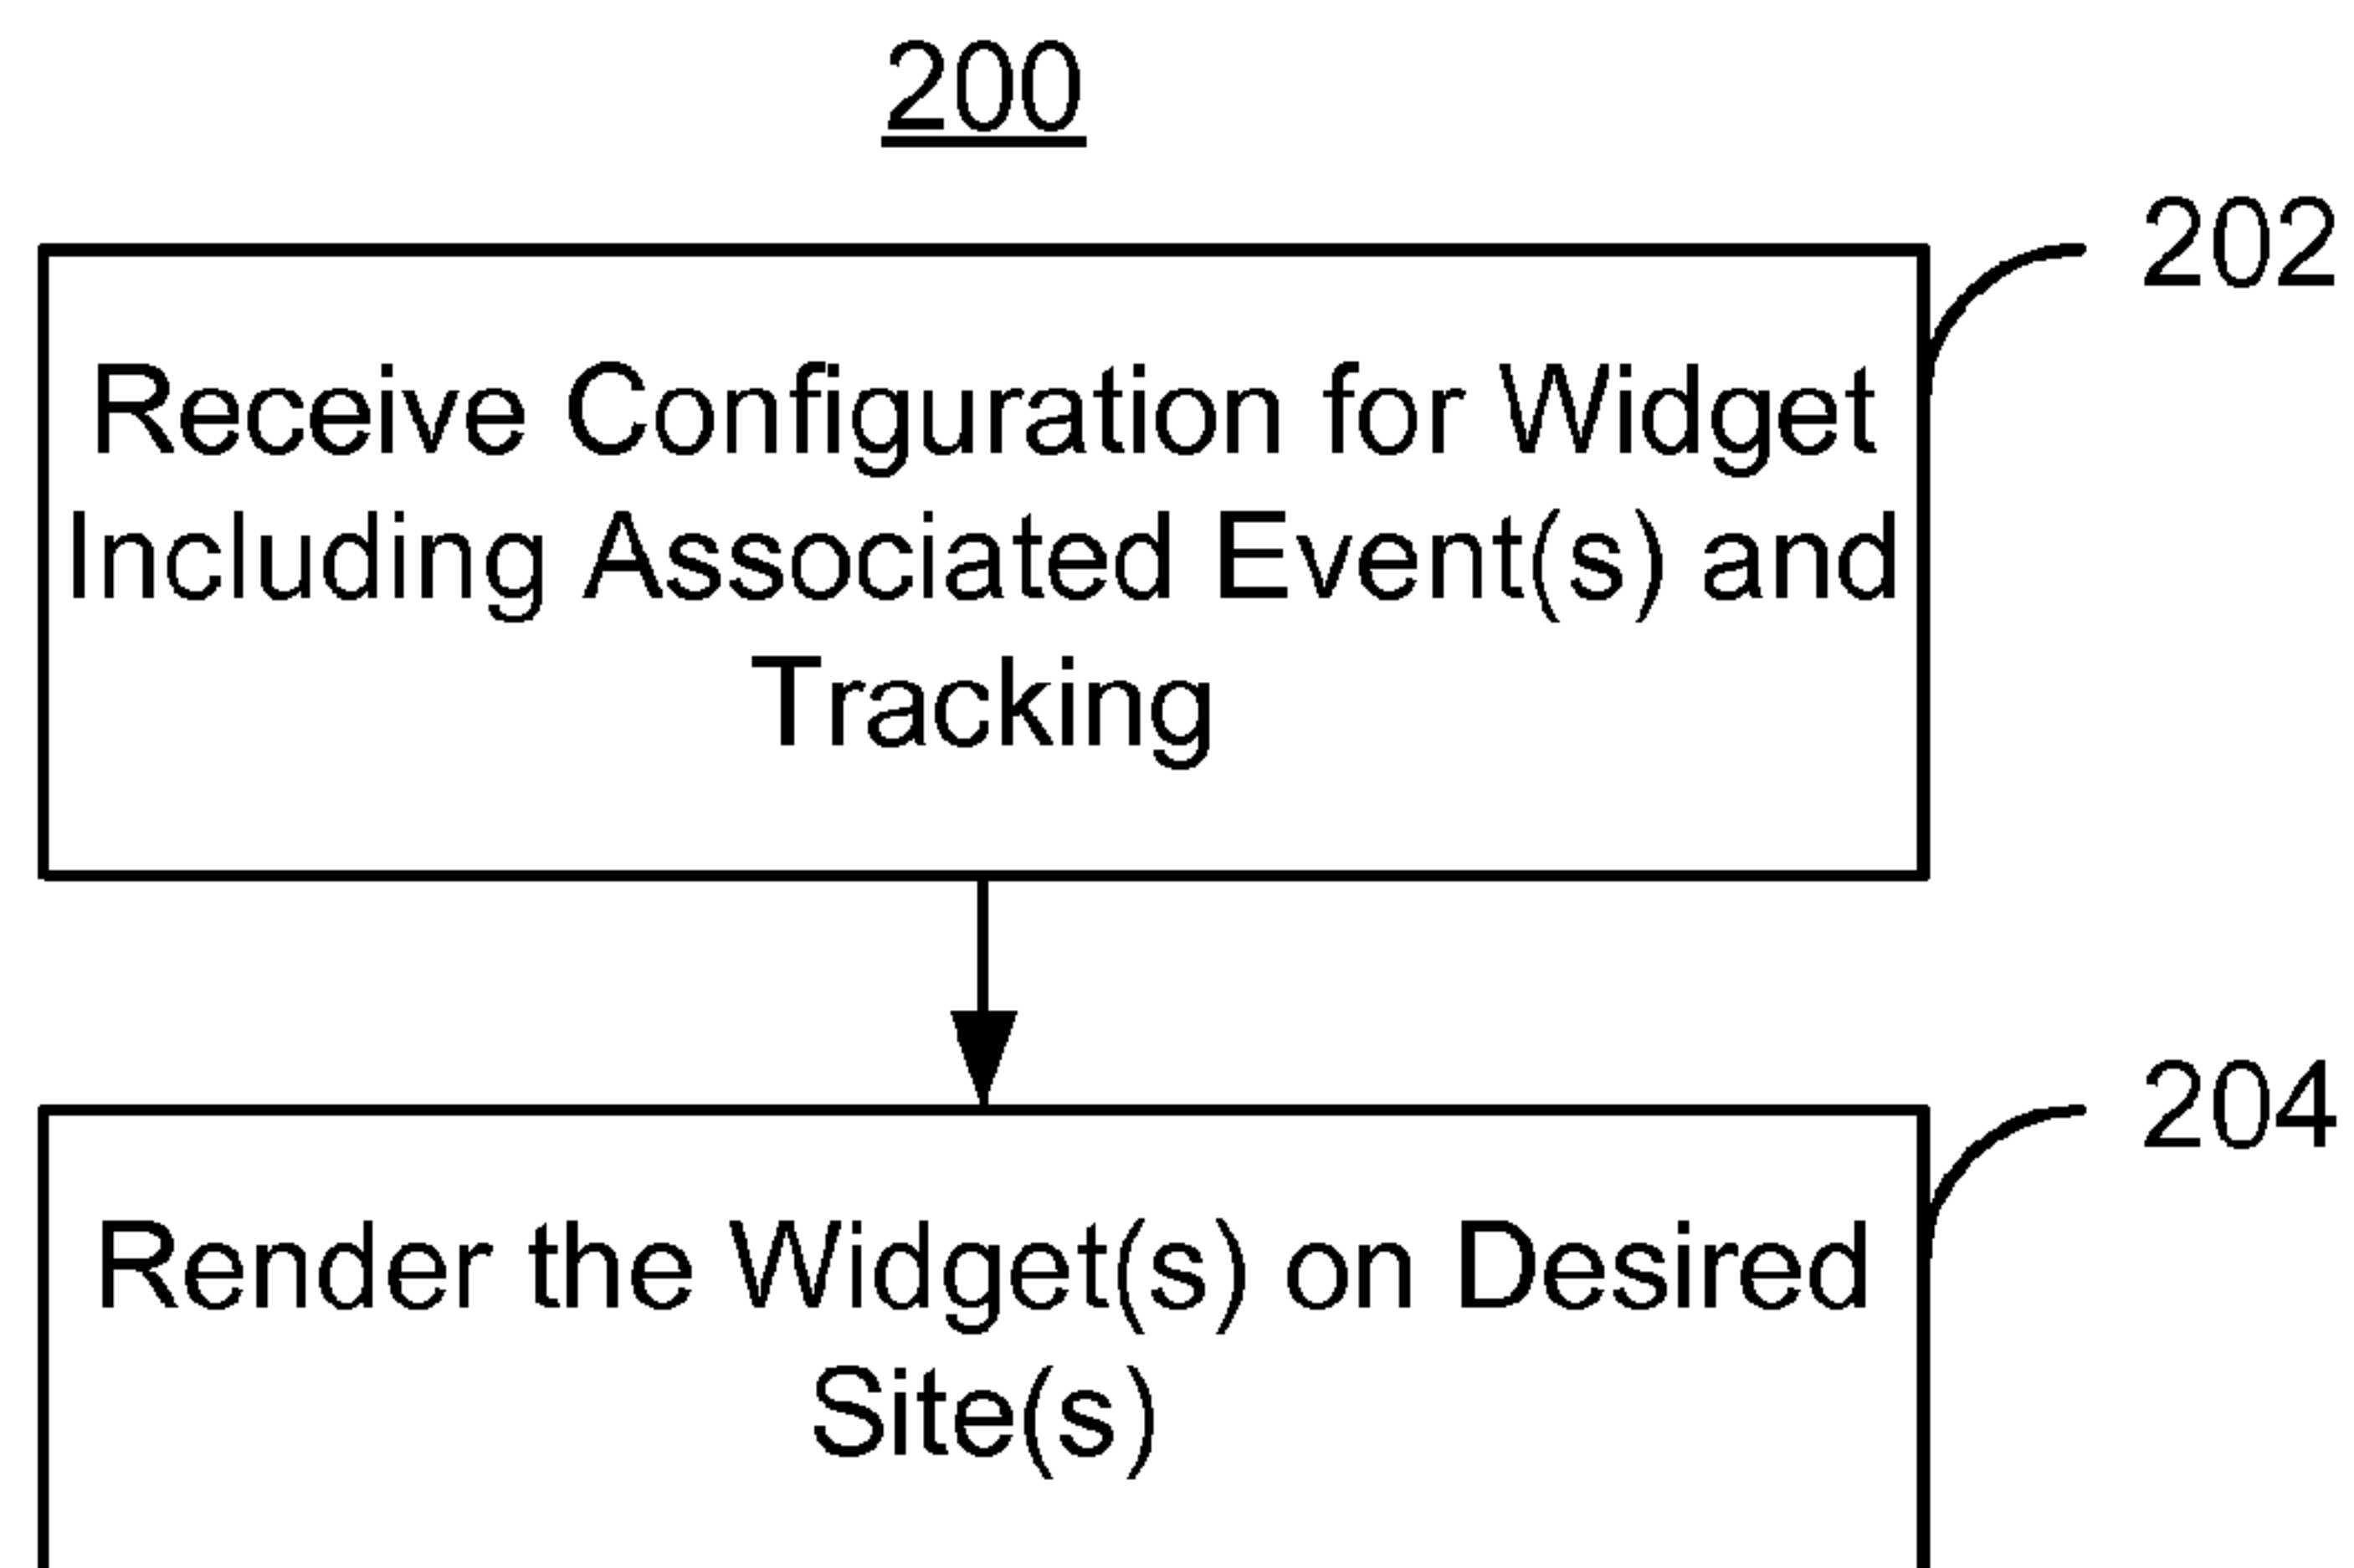 200
202
Receive Configuration for Widget
Including Associated Event(s) and
Tracking
204
Render the Widget(s) on Desired
Site(s)